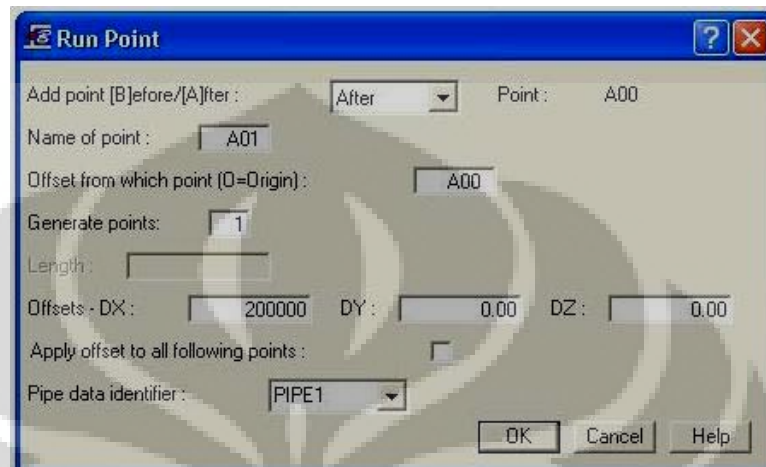 Run Point
Add point [B]efore/[A]fter : After Point : A00
Name of point : A01
Offset from which point (O=Origin) : A00
Generate points: 1
Length :
Offsets - DX : 200000 DY : 0.00 DZ : 0.00
Apply offset to all following points :
Pipe data identifier : PIPE1
OK Cancel Help